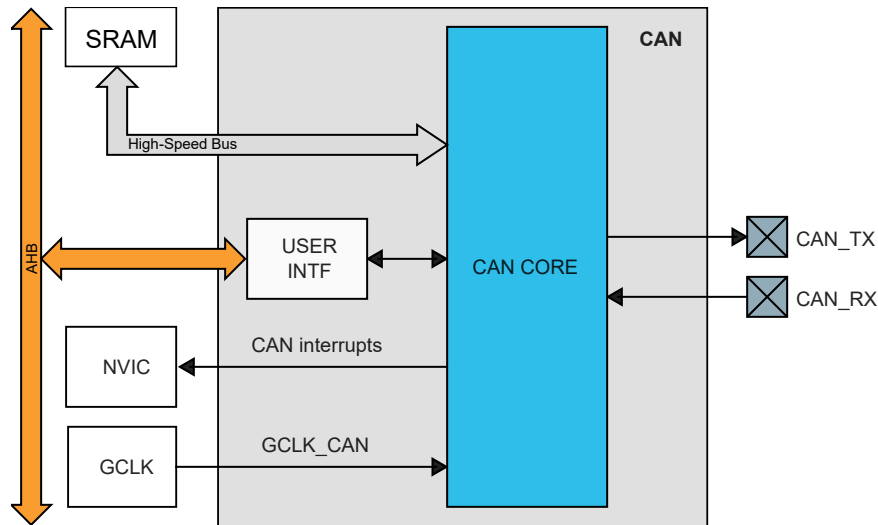 SRAM
CAN
High-Speed Bus
AHB
USER
INTF
CAN CORE
CAN_TX
CAN_RX
CAN interrupts
NVIC
GCLK_CAN
GCLK